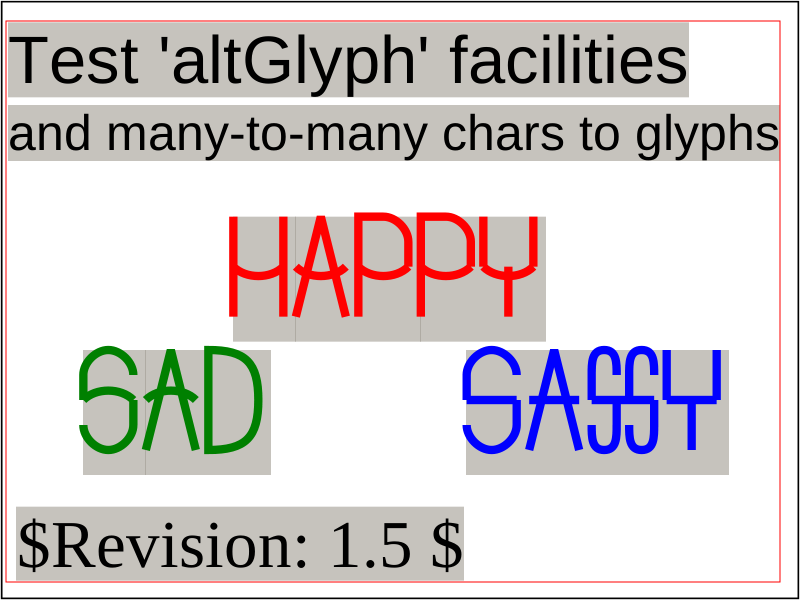 Test 'altGlyph' facilities
and many-to-many chars to glyphs
HAPPY
SAD SASSY
$Revision: 1.5 $